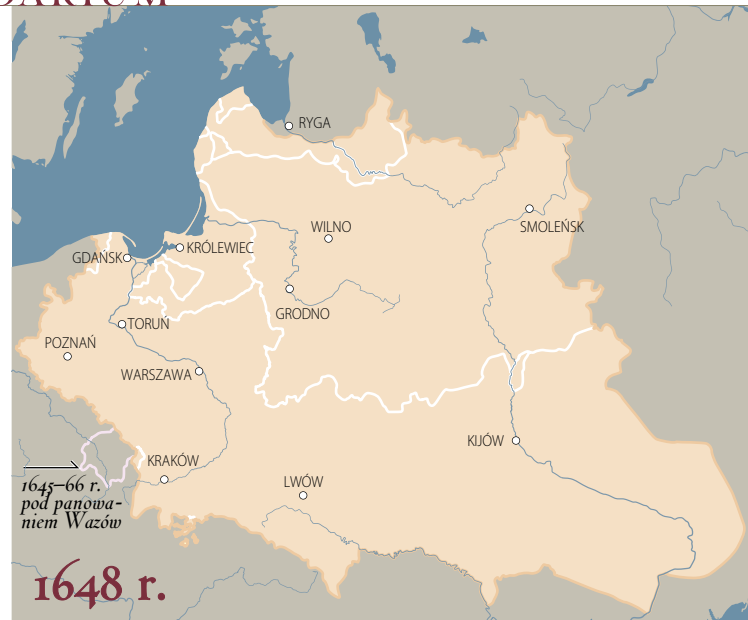 RYGA
SMOLEŃSK
WILNO
KRÓLEWIEC
GDAŃSK
GRODNO
TORUŃ
POZNAŃ
WARSZAWA
KIJÓW
KRAKÓW
LWÓW
1645–66 r.
pod panowa-
niem Wazów
1648 r.